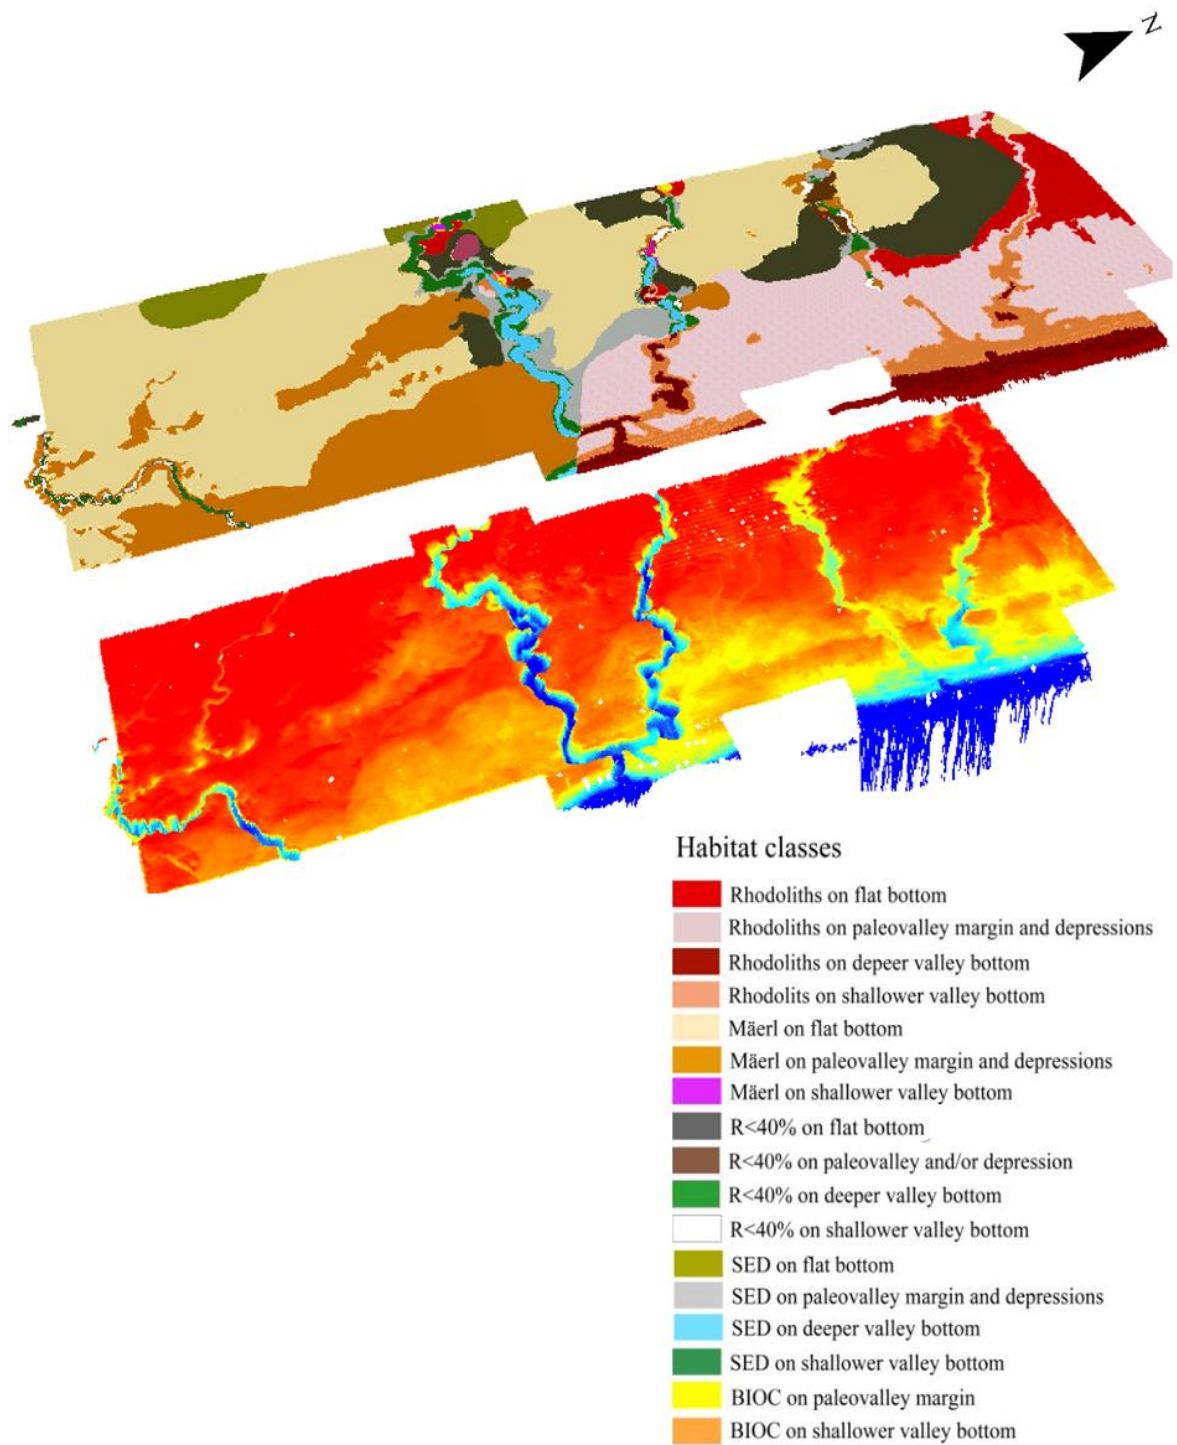 N
Habitat classes
Rhodoliths on flat bottom
Rhodoliths on paleovalley margin and depressions
Rhodoliths on depeer valley bottom
Rhodolits on shallower valley bottom
Mäerl on flat bottom
Mäerl on paleovalley margin and depressions
Mäerl on shallower valley bottom
R<40% on flat bottom
R<40% on paleovalley and/or depression
R<40% on deeper valley bottom
R<40% on shallower valley bottom
SED on flat bottom
SED on paleovalley margin and depressions
SED on deeper valley bottom
SED on shallower valley bottom
BIOC on paleovalley margin
BIOC on shallower valley bottom